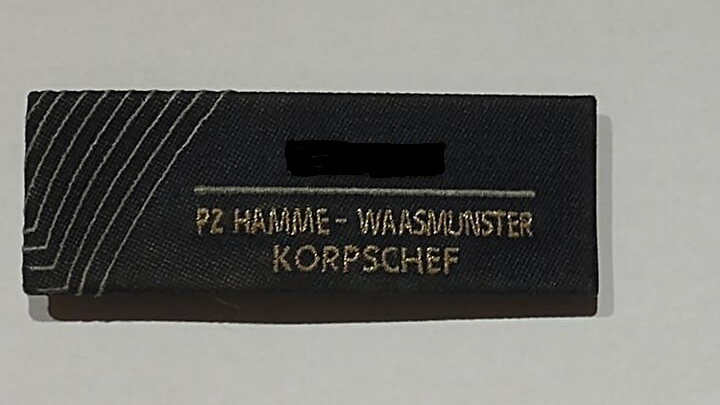 PZ HAMME - WAASMUNSTER
KORPSCHEF